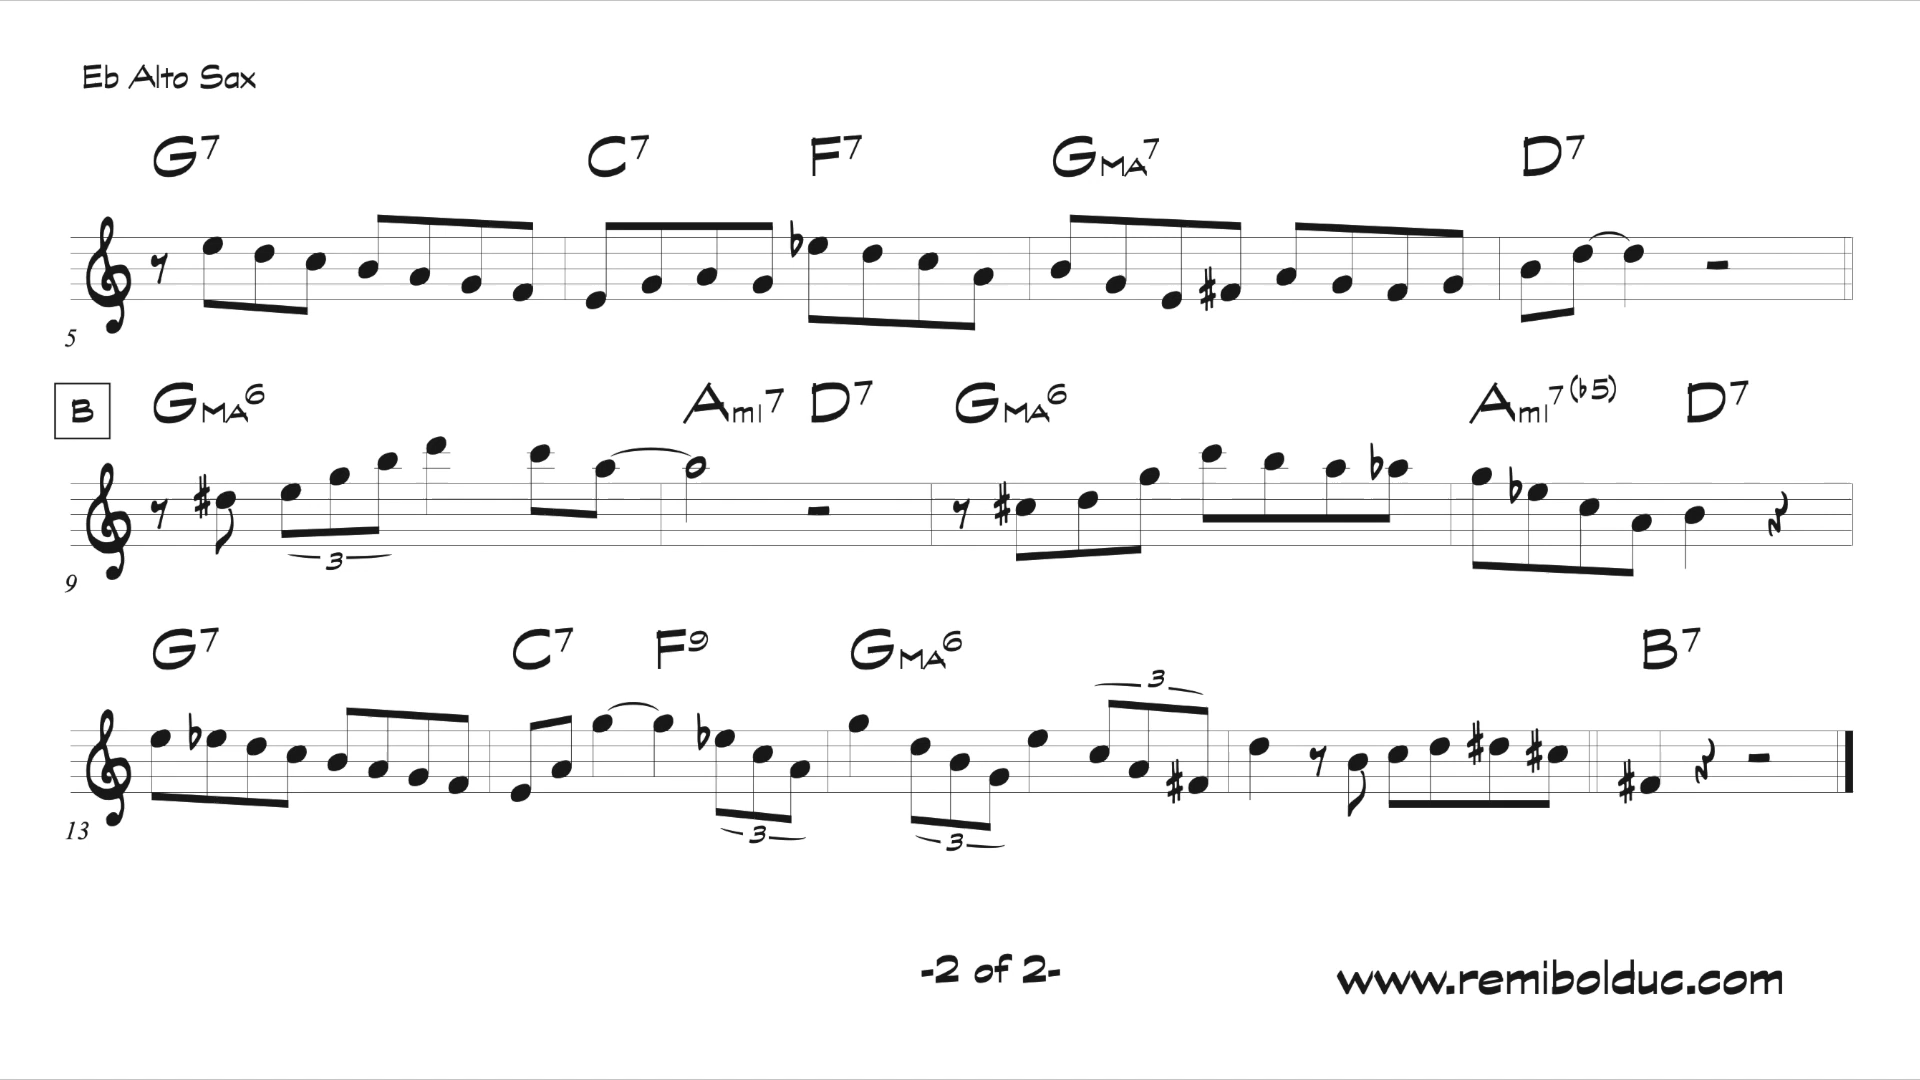 Eb Alto Sax
G7 C7 F7 GMA7 D7
5
B GMA6 AMI7 D7 GMA6 AMI7(b5) D7
3
9
G7 C7 F9 GMA6 B7
3
3 3
13
-2 of 2-
www.remibolduc.com